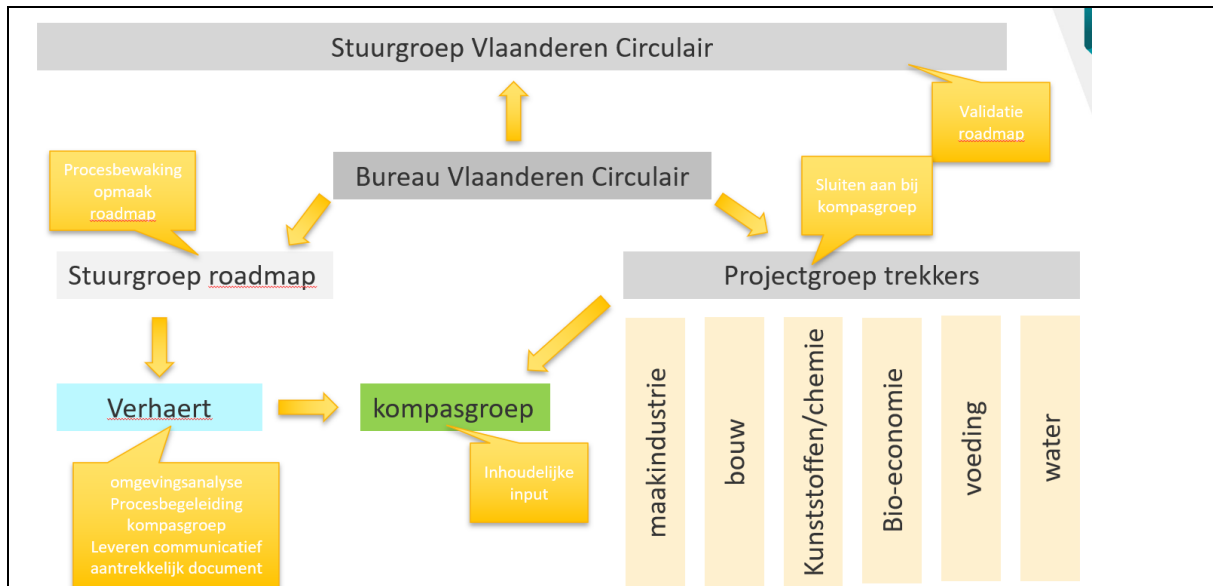 Stuurgroep Vlaanderen Circulair
Validatie
roadmap
Bureau Vlaanderen Circulair
Procesbewaking
opmaak
roadmap
Sluiten aan bij
kompasgroep
Stuurgroep roadmap
Projectgroep trekkers
Verhaert
kompasgroep
omgevingsanalyse
Procesbegeleiding
kompasgroep
Leveren communicatief
aantrekkelijk document
Inhoudelijke
input
maakindustrie
bouw
Kunststoffen/chemie
Bio-economie
voeding
water